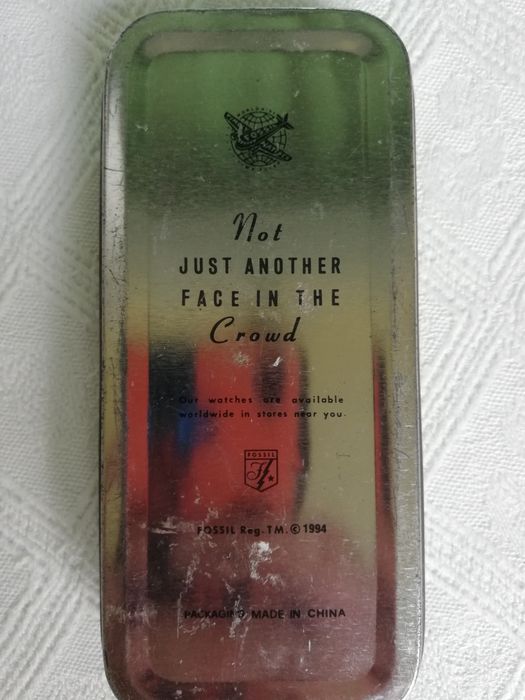 FOSSIL
Not
JUST ANOTHER
FACE IN THE
Crowd
Our watches are available
worldwide in stores near you.
FOSSIL
FOSSIL Reg. T.M. © 1994
PACKAGING MADE IN CHINA